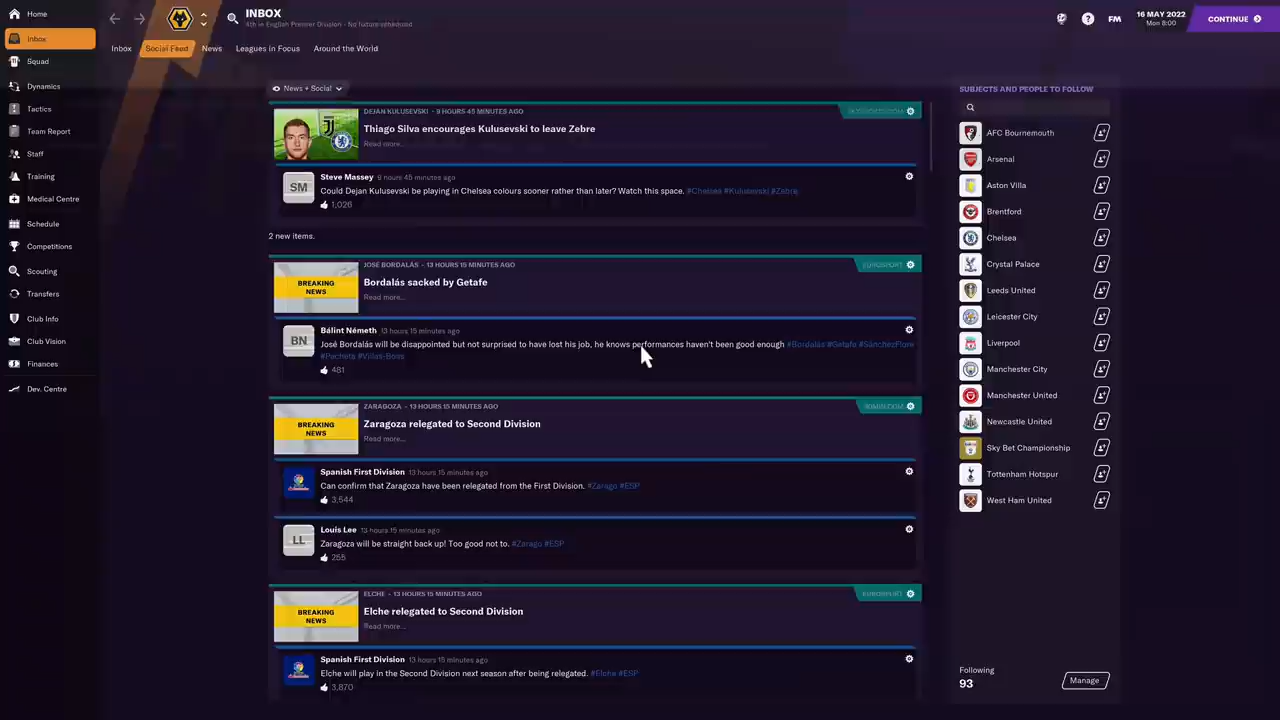 Home
Inbox
Squad
Dynamics
Tactics
Team Report
Staff
Training
Medical Centre
Schedule
Competitions
Scouting
Transfers
Club Info
Club Vision
Finances
Dev. Centre
INBOX
4th in English Premier Division - No fixture scheduled
FM
16 MAY 2022
Mon 9:00
CONTINUE
Inbox
Social Feed
News
Leagues in Focus
Around the World
News + Social
DEJAN KULUSEVSKI - 9 HOURS 45 MINUTES AGO
Thiago Silva encourages Kulusevski to leave Zebre
Read more...
SM
Steve Massey 9 hours 45 minutes ago
Could Dejan Kulusevski be playing in Chelsea colours sooner rather than later? Watch this space. #Chelsea #Kulusevski #Zebre
1,026
2 new items.
JOSÉ BORDALÁS - 13 HOURS 15 MINUTES AGO
EUROSPORT
BREAKING
NEWS
Bordalás sacked by Getafe
Read more...
BN
Bálint Németh 13 hours 15 minutes ago
José Bordalás will be disappointed but not surprised to have lost his job, he knows performances haven't been good enough #Bordalás #Getafe #SánchezFlore
#Pacheta #Villas-Boas
481
ZARAGOZA - 13 HOURS 15 MINUTES AGO
90MIN.COM
BREAKING
NEWS
Zaragoza relegated to Second Division
Read more...
Spanish First Division 13 hours 15 minutes ago
Can confirm that Zaragoza have been relegated from the First Division. #Zarago #ESP
3,544
LL
Louis Lee 13 hours 15 minutes ago
Zaragoza will be straight back up! Too good not to. #Zarago #ESP
255
ELCHE - 13 HOURS 15 MINUTES AGO
EUROSPORT
BREAKING
NEWS
Elche relegated to Second Division
Read more...
Spanish First Division 13 hours 15 minutes ago
Elche will play in the Second Division next season after being relegated. #Elche #ESP
3,870
SUBJECTS AND PEOPLE TO FOLLOW
AFC Bournemouth
Arsenal
Aston Villa
Brentford
Chelsea
Crystal Palace
Leeds United
Leicester City
Liverpool
Manchester City
Manchester United
Newcastle United
Sky Bet Championship
Tottenham Hotspur
West Ham United
Following
93
Manage